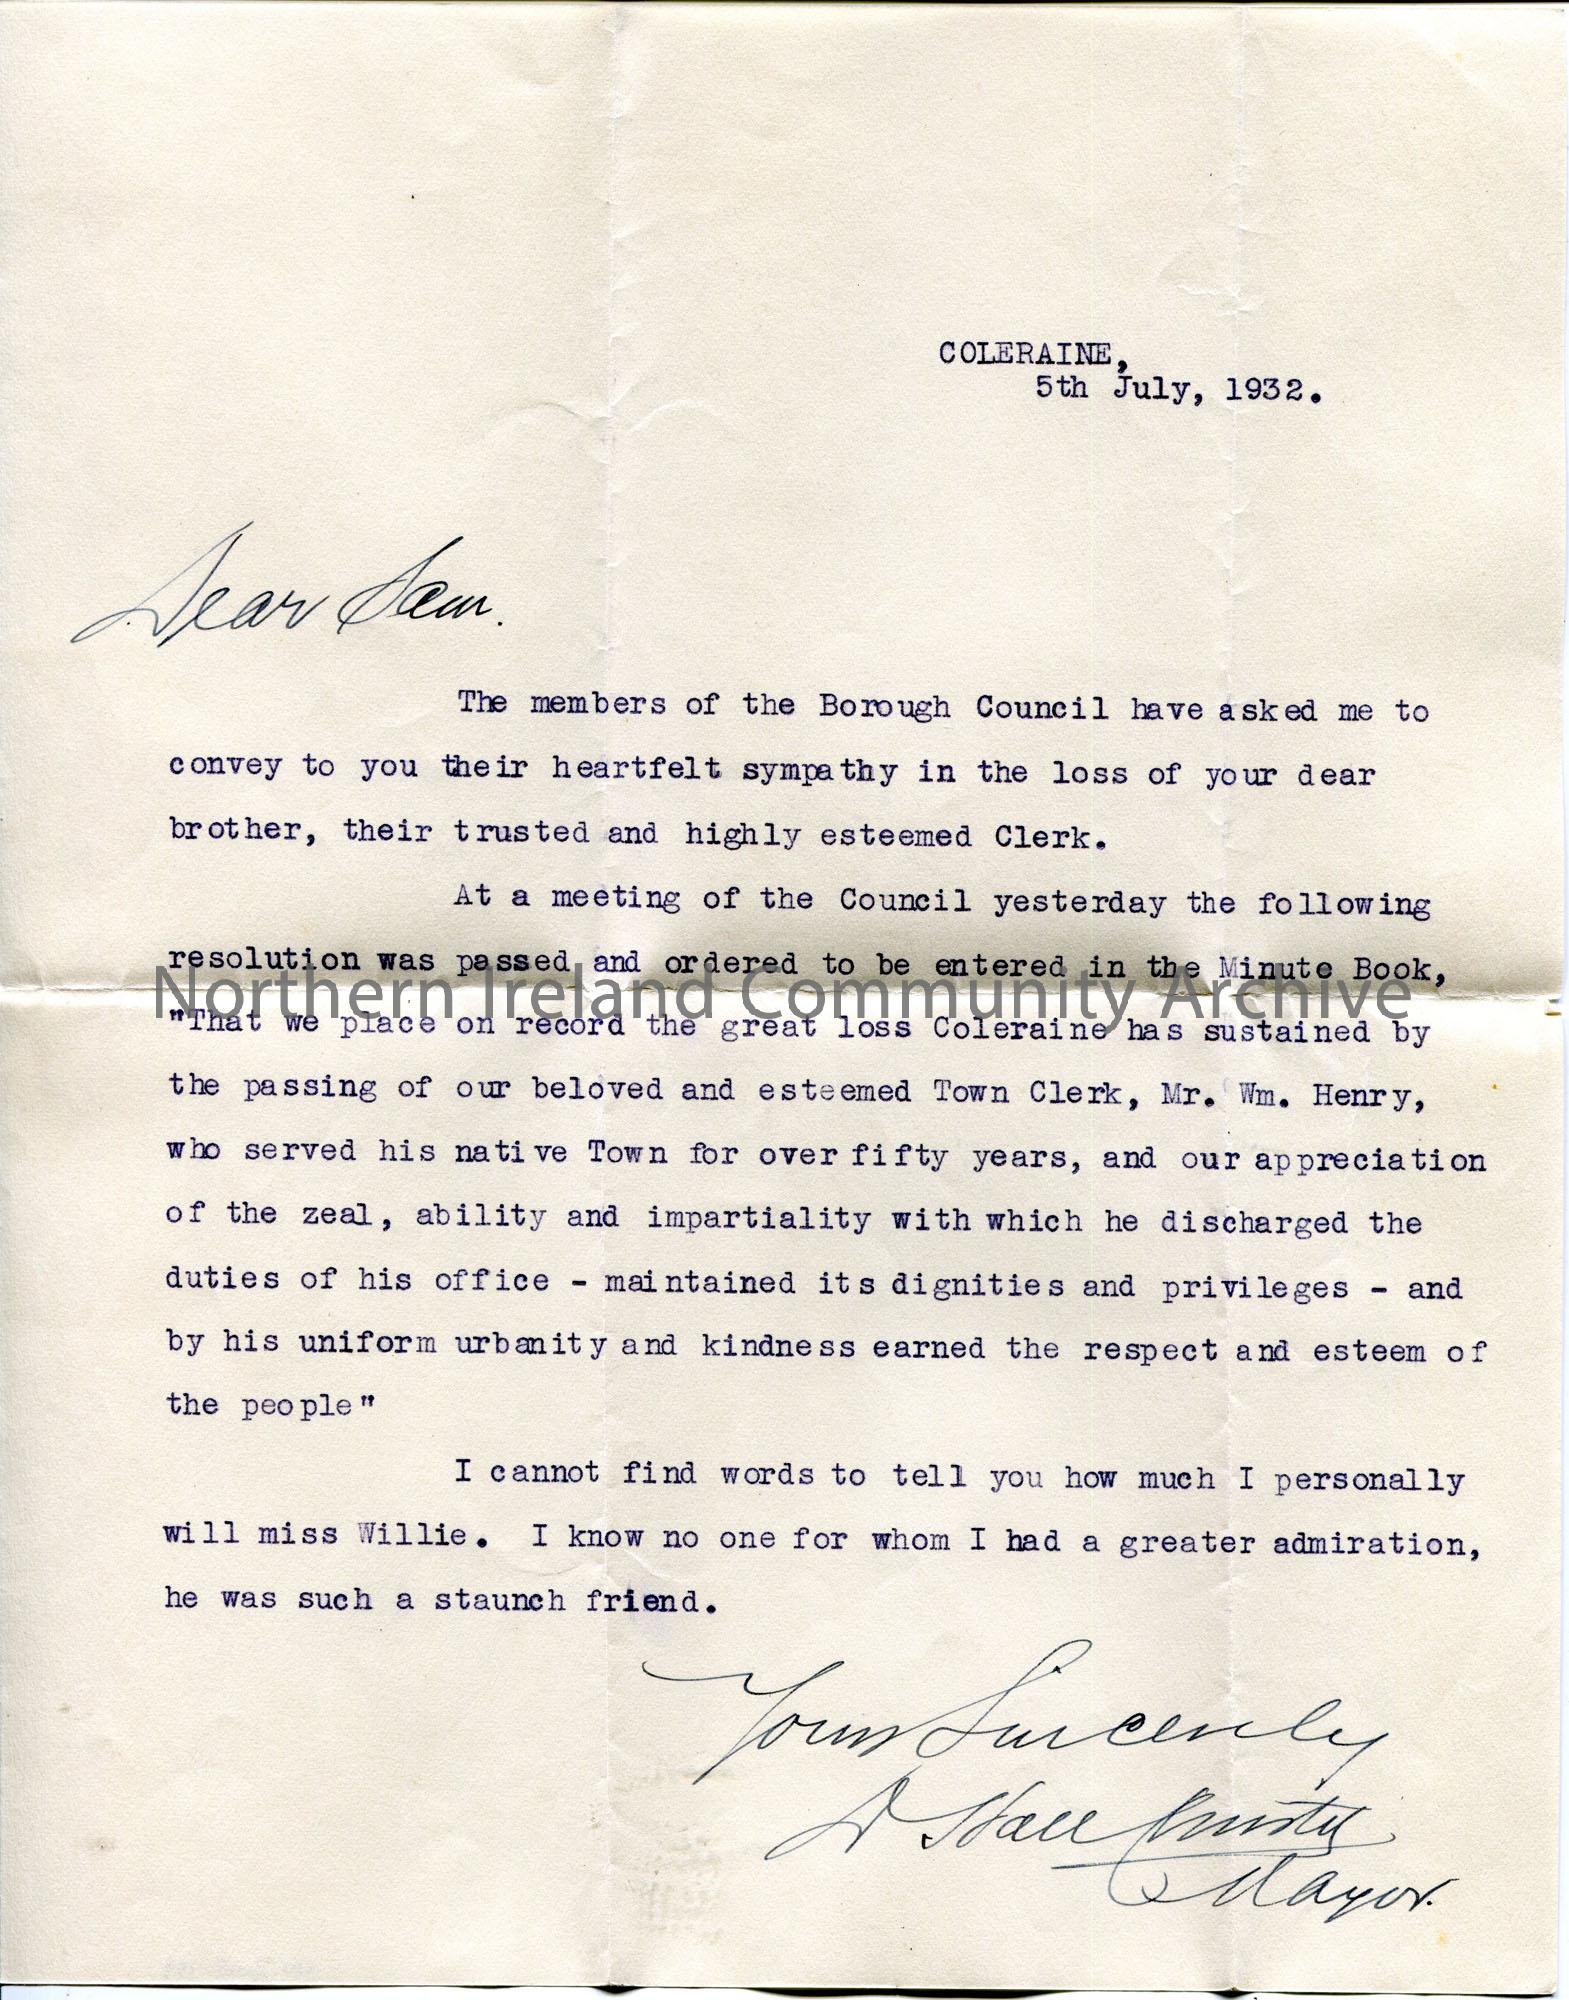 COLERAINE,
5th July, 1932.
Dear Sam.
The members of the Borough Council have asked me to
convey to you their heartfelt sympathy in the loss of your dear
brother, their trusted and highly esteemed Clerk.
At a meeting of the Council yesterday the following
resolution was passed and ordered to be entered in the Minute Book,
Northern Ireland Community Archive
"That we place on record the great loss Coleraine has sustained by
the passing of our beloved and esteemed Town Clerk, Mr. Wm. Henry,
who served his native Town for over fifty years, and our appreciation
of the zeal, ability and impartiality with which he discharged the
duties of his office - maintained its dignities and privileges - and
by his uniform urbanity and kindness earned the respect and esteem of
the people"
I cannot find words to tell you how much I personally
will miss Willie. I know no one for whom I had a greater admiration,
he was such a staunch friend.
Yours Sincerely
D Hall Christie
Mayor.